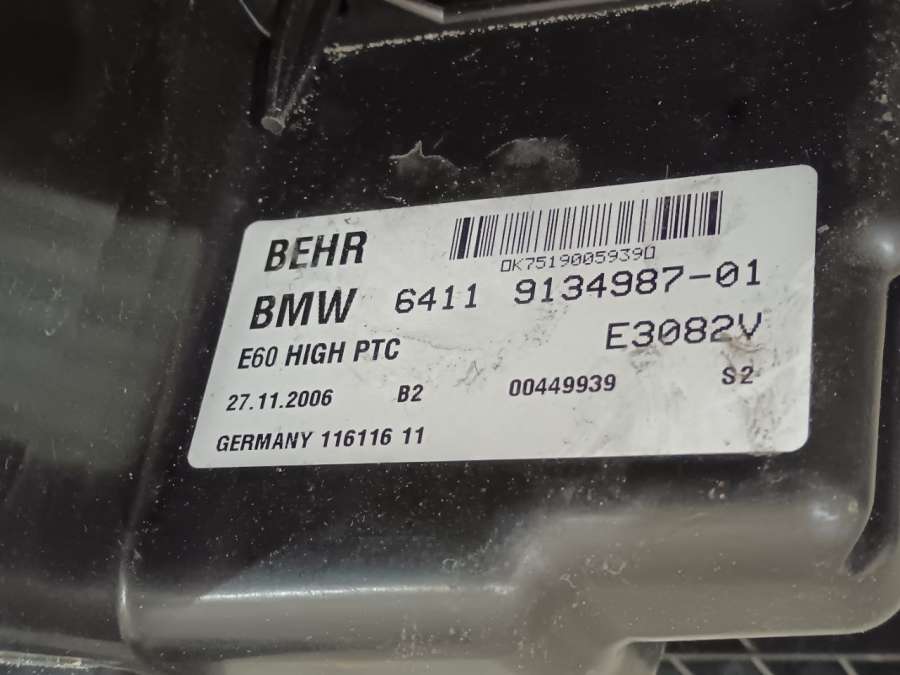 BEHR
0K75190059390
BMW 6411 9134987-01
E60 HIGH PTC E3082V
27.11.2006 B2 00449939 S2
GERMANY 116116 11